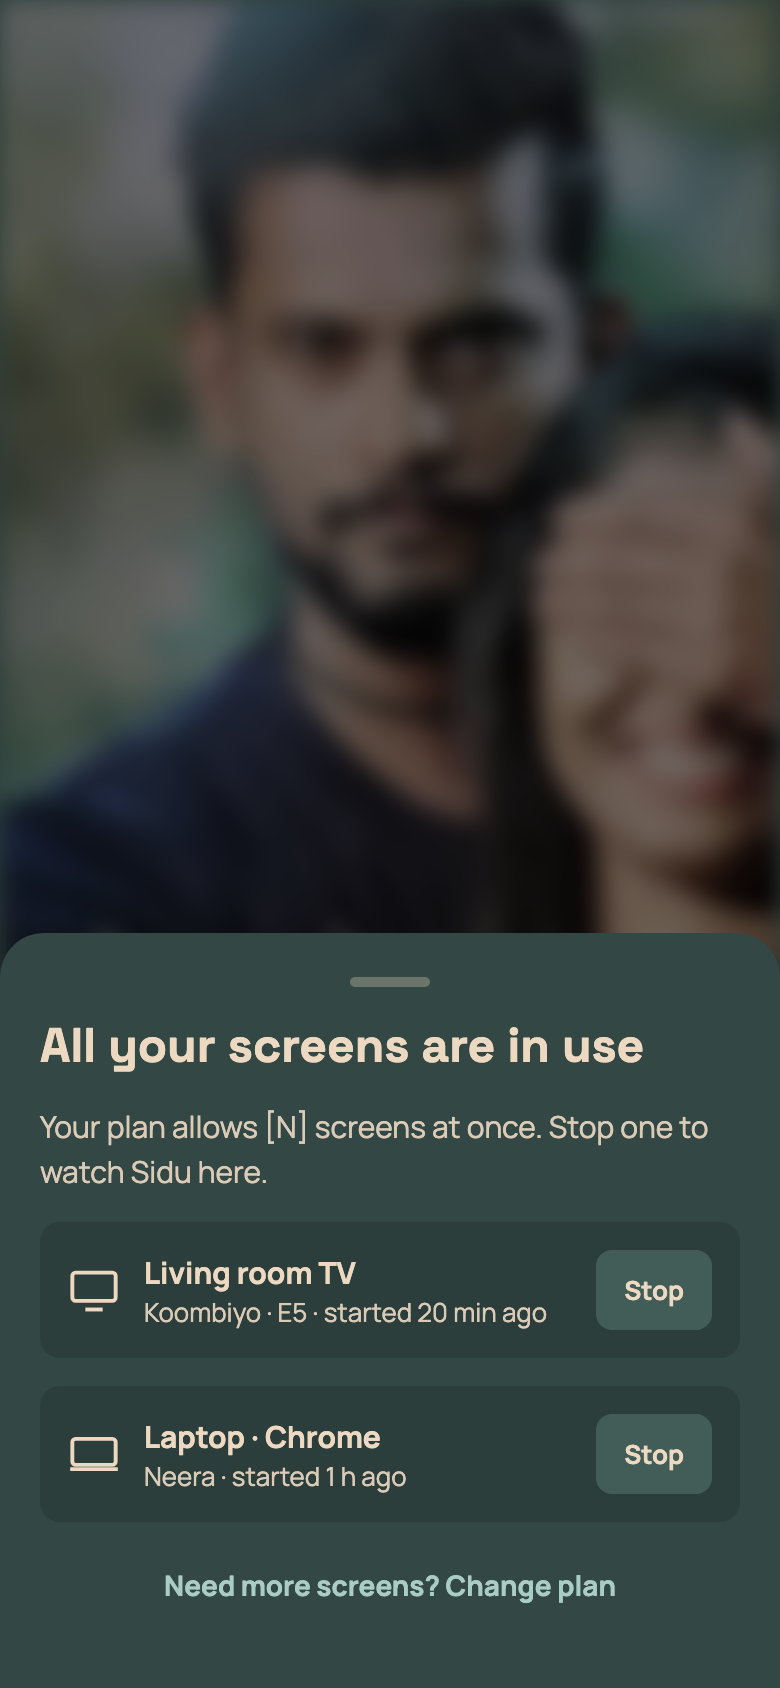 All your screens are in use
Your plan allows [N] screens at once. Stop one to
watch Sidu here.
Living room TV
Koombiyo · E5 · started 20 min ago
Stop
Laptop · Chrome
Neera · started 1 h ago
Stop
Need more screens? Change plan